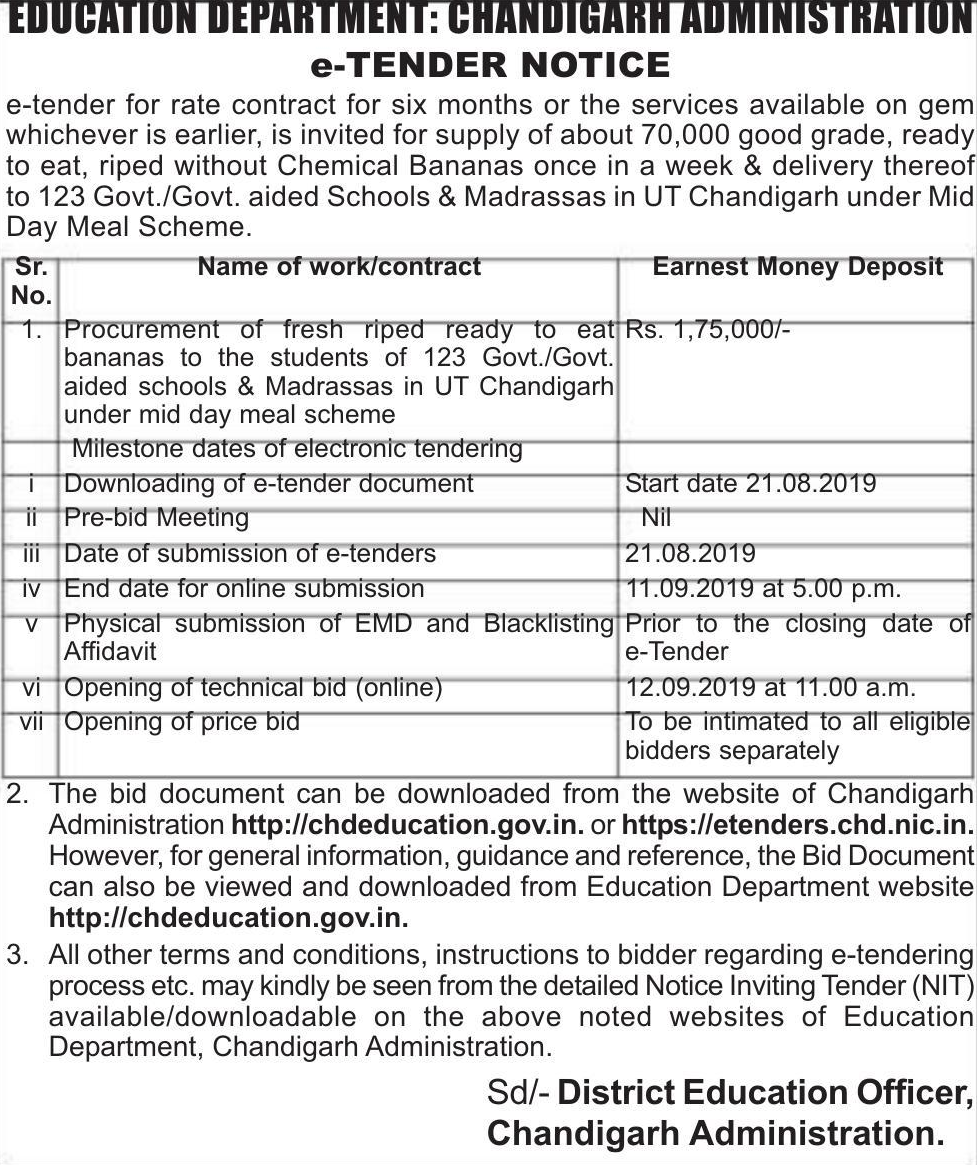 EDUCATION DEPARTMENT: CHANDIGARH ADMINISTRATION
e-TENDER NOTICE
e-tender for rate contract for six months or the services available on gem
whichever is earlier, is invited for supply of about 70,000 good grade, ready
to eat, riped without Chemical Bananas once in a week & delivery thereof
to 123 Govt./Govt. aided Schools & Madrassas in UT Chandigarh under Mid
Day Meal Scheme.
Sr. Name of work/contract Earnest Money Deposit
No.
1. Procurement of fresh riped ready to eat Rs. 1,75,000/-
bananas to the students of 123 Govt./Govt.
aided schools & Madrassas in UT Chandigarh
under mid day meal scheme
Milestone dates of electronic tendering
i Downloading of e-tender document Start date 21.08.2019
ii Pre-bid Meeting Nil
iii Date of submission of e-tenders 21.08.2019
iv End date for online submission 11.09.2019 at 5.00 p.m.
v Physical submission of EMD and Blacklisting Prior to the closing date of
Affidavit e-Tender
vi Opening of technical bid (online) 12.09.2019 at 11.00 a.m.
vii Opening of price bid To be intimated to all eligible
bidders separately
2. The bid document can be downloaded from the website of Chandigarh
Administration http://chdeducation.gov.in. or https://etenders.chd.nic.in.
However, for general information, guidance and reference, the Bid Document
can also be viewed and downloaded from Education Department website
http://chdeducation.gov.in.
3. All other terms and conditions, instructions to bidder regarding e-tendering
process etc. may kindly be seen from the detailed Notice Inviting Tender (NIT)
available/downloadable on the above noted websites of Education
Department, Chandigarh Administration.
Sd/- District Education Officer,
Chandigarh Administration.